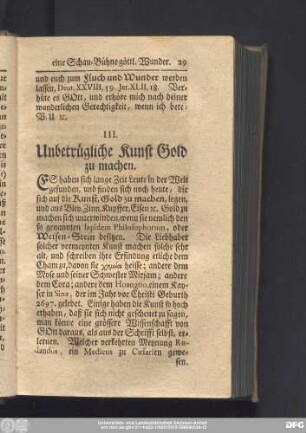 eine Schau-Bühne göttl. Wunder. 29
und euch zum Fluch und Wunder werden
lassen, Deut. XXVIII, 59. Jer. XLII, 18. Ver-
hüte es GOtt, und erhöre mich nach deiner
wunderlichen Gerechtigkeit, wenn ich bete:
V. U ꝛc.
III.
Unbetrügliche Kunst Gold
zu machen.
ES haben sich lange Zeit Leute in der Welt
gefunden, und finden sich noch heute, die
sich auf die Kunst, Gold zu machen, legen,
und aus Bley, Zinn, Kupffer, Eisen ꝛc. Gold zu
machen sich unterwinden, wenn sie nemlich den
so genannten lapidem Philosophorum, oder
Weisen-Stein besitzen. Die Liebhaber
solcher vermeynten Kunst machen solche sehr
alt, und schreiben ihre Erfindung etliche dem
Cham zu, davon sie heisse; andere dem
Mose und seiner Schwester Mirjam; andere
dem Cora; andere dem Hoangtio, einem Kay-
ser in Sina, der im Jahr vor Christi Geburth
2697. gelebet. Einige haben die Kunst so hoch
erhaben, daß sie sich nicht gescheuet zu sagen,
man könne eine grössere Wissenschafft von
GOtt daraus, als aus der Schrifft selbst, er-
lernen. Welcher verkehrten Meynung Ru-
landus, ein Medicus zu gewe-
sen.